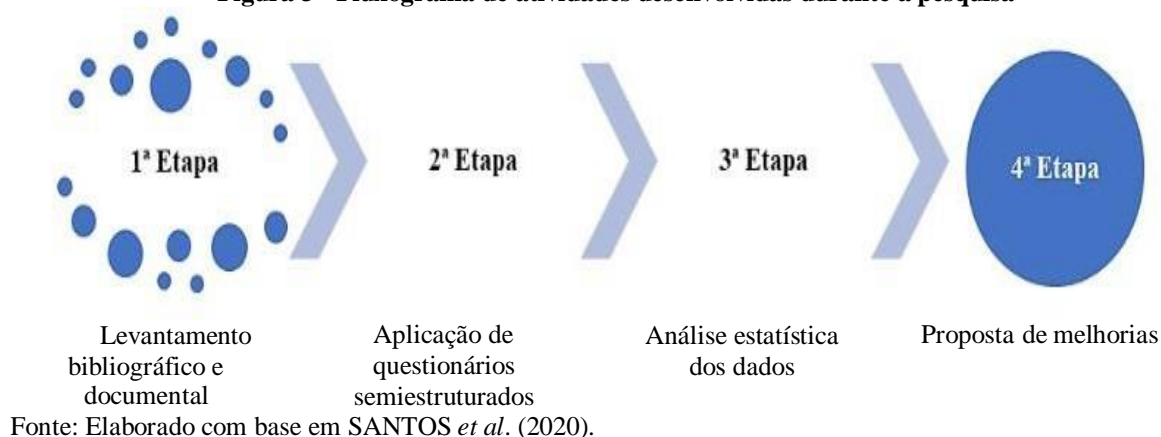 1ª Etapa
2ª Etapa
3ª Etapa
4ª Etapa
Levantamento
bibliográfico e
documental
Aplicação de
questionários
semiestruturados
Análise estatística
dos dados
Proposta de melhorias
Fonte: Elaborado com base em SANTOS et al. (2020).